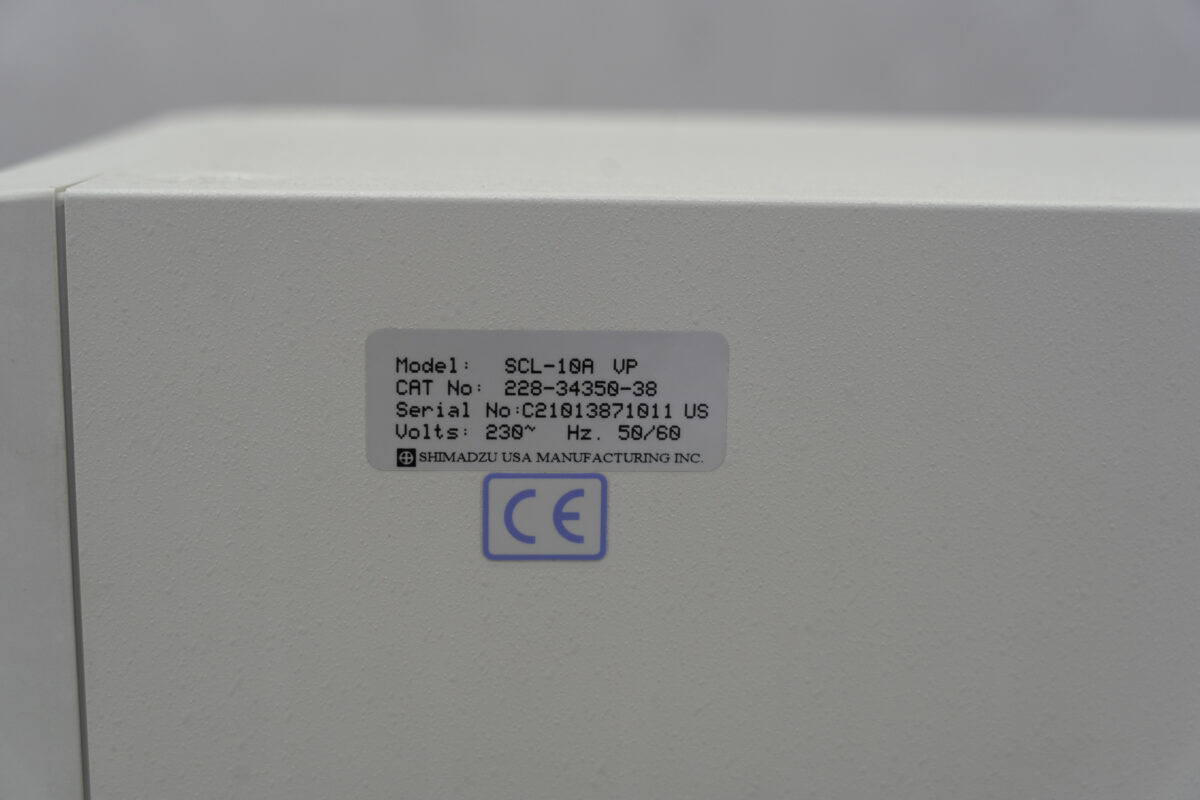 Model: SCL-10A VP
CAT No: 228-34350-38
Serial No:C21013871011 US
Volts: 230~ Hz. 50/60
SHIMADZU USA MANUFACTURING INC.
CE